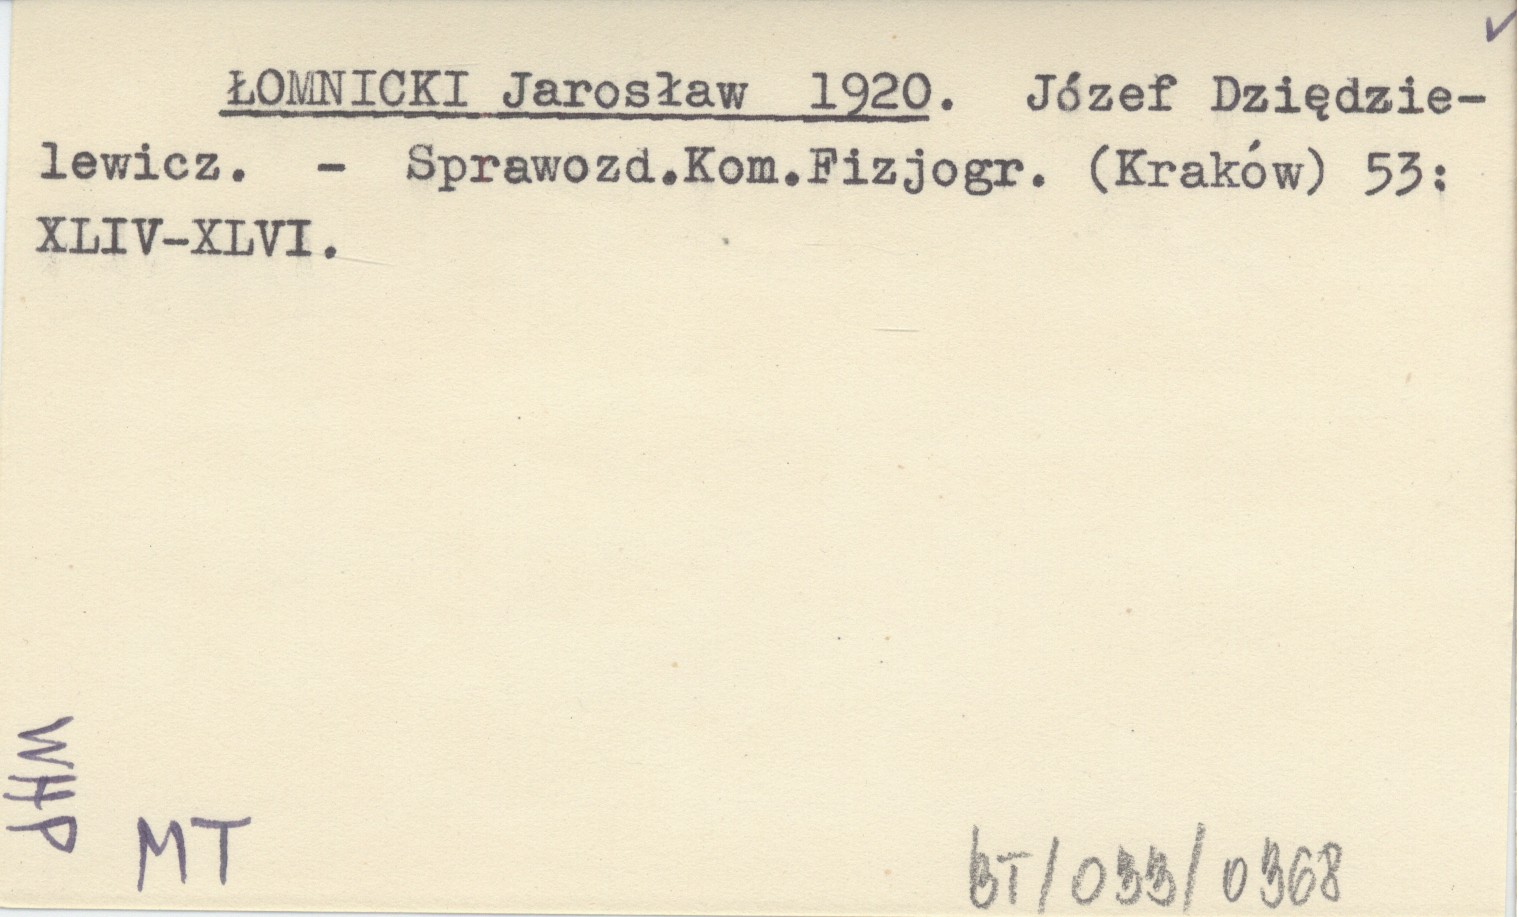 ŁOMNICKI Jarosław 1920. Józef Dziędzie-
lewicz. - Sprawozd.Kom.Fizjogr. (Kraków) 53:
XLIV-XLVI.
WHP
MT
BT/033/0368